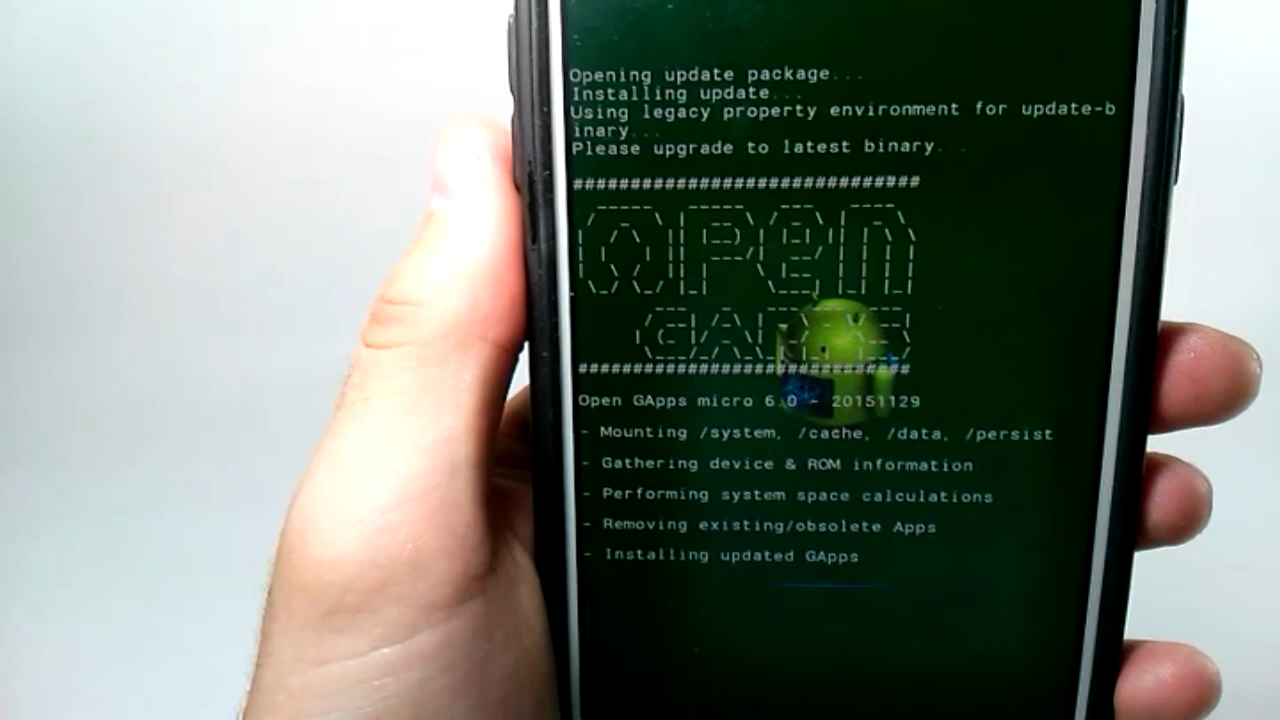 Opening update package...
Installing update...
Using legacy property environment for update-b
inary...
Please upgrade to latest binary...
##############################
OPEN
GAPPS
##############################
Open GApps micro 6.0 - 20151129
- Mounting /system, /cache, /data, /persist
- Gathering device & ROM information
- Performing system space calculations
- Removing existing/obsolete Apps
- Installing updated GApps